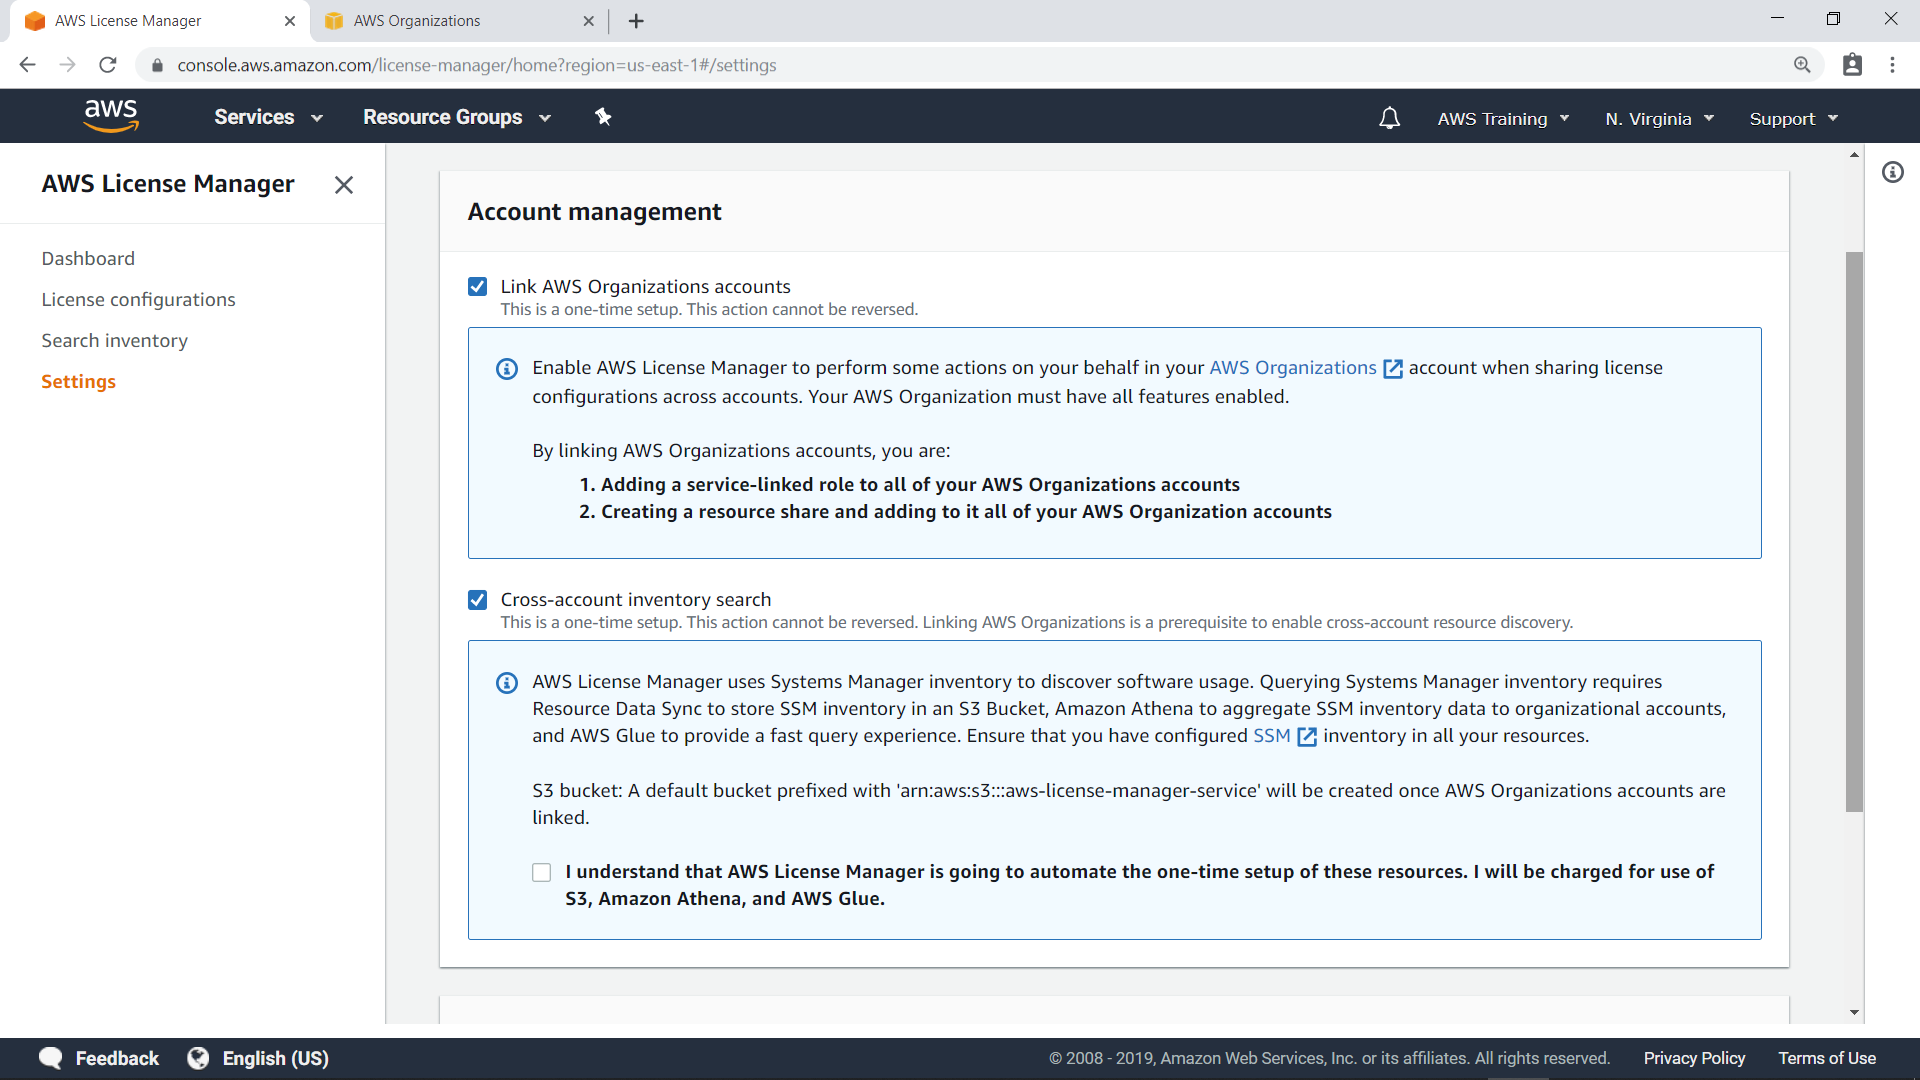 AWS License Manager
AWS Organizations
console.aws.amazon.com/license-manager/home?region=us-east-1#/settings
aws
Services
Resource Groups
AWS Training
N. Virginia
Support
AWS License Manager
Dashboard
License configurations
Search inventory
Settings
Account management
Link AWS Organizations accounts
This is a one-time setup. This action cannot be reversed.
Enable AWS License Manager to perform some actions on your behalf in your AWS Organizations account when sharing license
configurations across accounts. Your AWS Organization must have all features enabled.
By linking AWS Organizations accounts, you are:
1. Adding a service-linked role to all of your AWS Organizations accounts
2. Creating a resource share and adding to it all of your AWS Organization accounts
Cross-account inventory search
This is a one-time setup. This action cannot be reversed. Linking AWS Organizations is a prerequisite to enable cross-account resource discovery.
AWS License Manager uses Systems Manager inventory to discover software usage. Querying Systems Manager inventory requires
Resource Data Sync to store SSM inventory in an S3 Bucket, Amazon Athena to aggregate SSM inventory data to organizational accounts,
and AWS Glue to provide a fast query experience. Ensure that you have configured SSM inventory in all your resources.
S3 bucket: A default bucket prefixed with 'arn:aws:s3:::aws-license-manager-service' will be created once AWS Organizations accounts are
linked.
I understand that AWS License Manager is going to automate the one-time setup of these resources. I will be charged for use of
S3, Amazon Athena, and AWS Glue.
Feedback
English (US)
© 2008 - 2019, Amazon Web Services, Inc. or its affiliates. All rights reserved.
Privacy Policy
Terms of Use